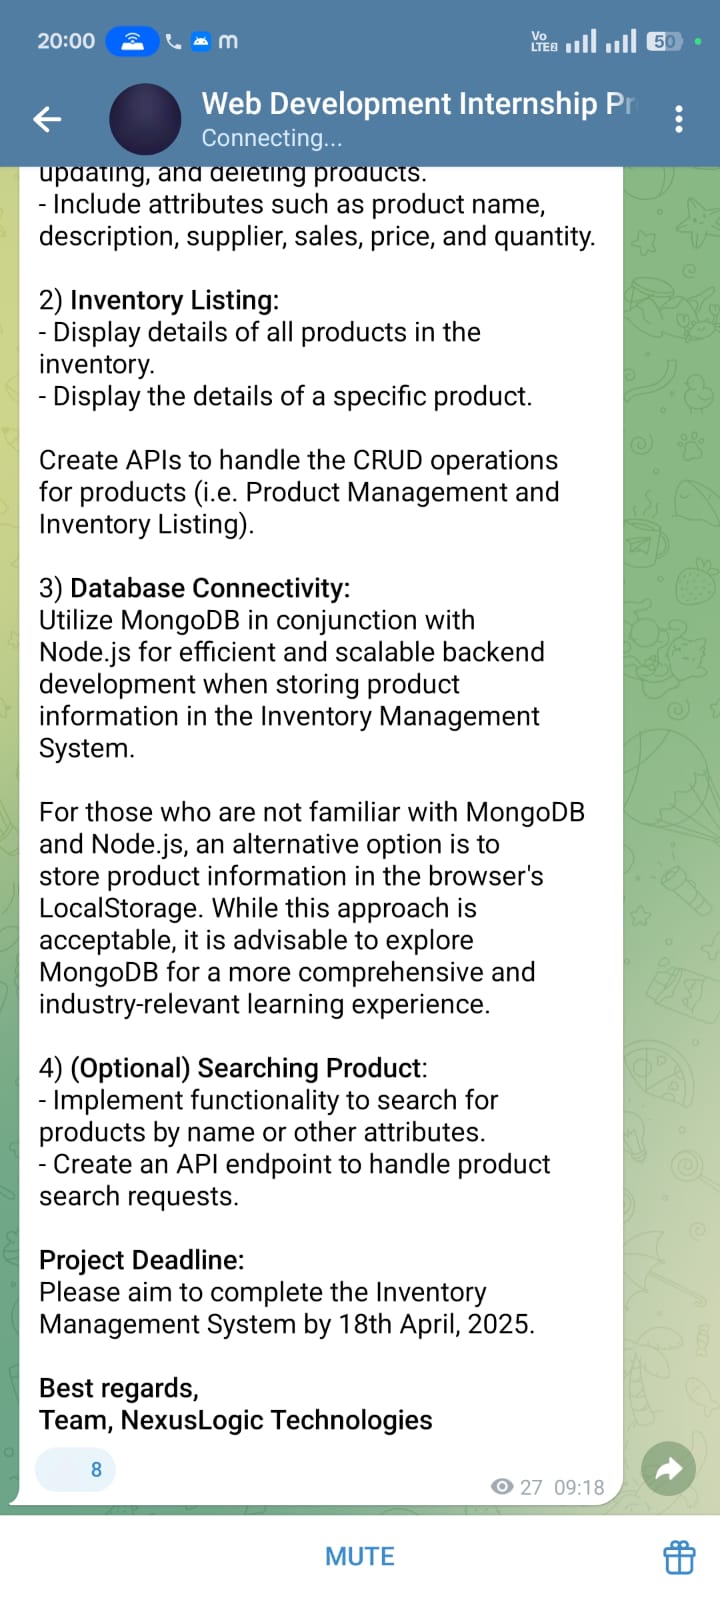 20:00 m Vo LTE2 50
Web Development Internship Pr
Connecting...
updating, and deleting products.
- Include attributes such as product name,
description, supplier, sales, price, and quantity.
2) Inventory Listing:
- Display details of all products in the
inventory.
- Display the details of a specific product.
Create APIs to handle the CRUD operations
for products (i.e. Product Management and
Inventory Listing).
3) Database Connectivity:
Utilize MongoDB in conjunction with
Node.js for efficient and scalable backend
development when storing product
information in the Inventory Management
System.
For those who are not familiar with MongoDB
and Node.js, an alternative option is to
store product information in the browser's
LocalStorage. While this approach is
acceptable, it is advisable to explore
MongoDB for a more comprehensive and
industry-relevant learning experience.
4) (Optional) Searching Product:
- Implement functionality to search for
products by name or other attributes.
- Create an API endpoint to handle product
search requests.
Project Deadline:
Please aim to complete the Inventory
Management System by 18th April, 2025.
Best regards,
Team, NexusLogic Technologies
8
27 09:18
MUTE